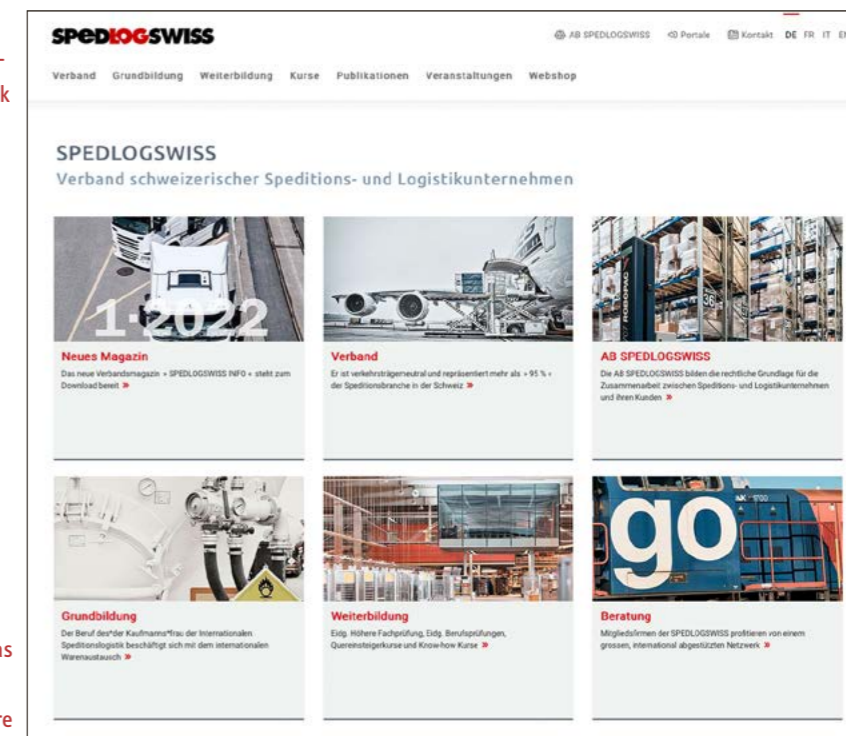 SPEDLOGSWISS
AB SPEDLOGSWISS Portale Kontakt DE FR IT EN
Verband Grundbildung Weiterbildung Kurse Publikationen Veranstaltungen Webshop
SPEDLOGSWISS
Verband schweizerischer Speditions- und Logistikunternehmen
1·2022
Neues Magazin
Das neue Verbandsmagazin » SPEDLOGSWISS INFO « steht zum
Download bereit »
Verband
Er ist verkehrsträgerneutral und repräsentiert mehr als » 95 % «
der Speditionsbranche in der Schweiz »
ROBOPAC
36
AB SPEDLOGSWISS
Die AB SPEDLOGSWISS bilden die rechtliche Grundlage für die
Zusammenarbeit zwischen Speditions- und Logistikunternehmen
und ihren Kunden »
Grundbildung
Der Beruf des*der Kaufmanns*frau der Internationalen
Speditionslogistik beschäftigt sich mit dem internationalen
Warenaustausch »
Weiterbildung
Eidg. Höhere Fachprüfung, Eidg. Berufsprüfungen,
Quereinsteigerkurse und Know-how Kurse »
go
Beratung
Mitgliedsfirmen der SPEDLOGSWISS profitieren von einem
grossen, international abgestützten Netzwerk »